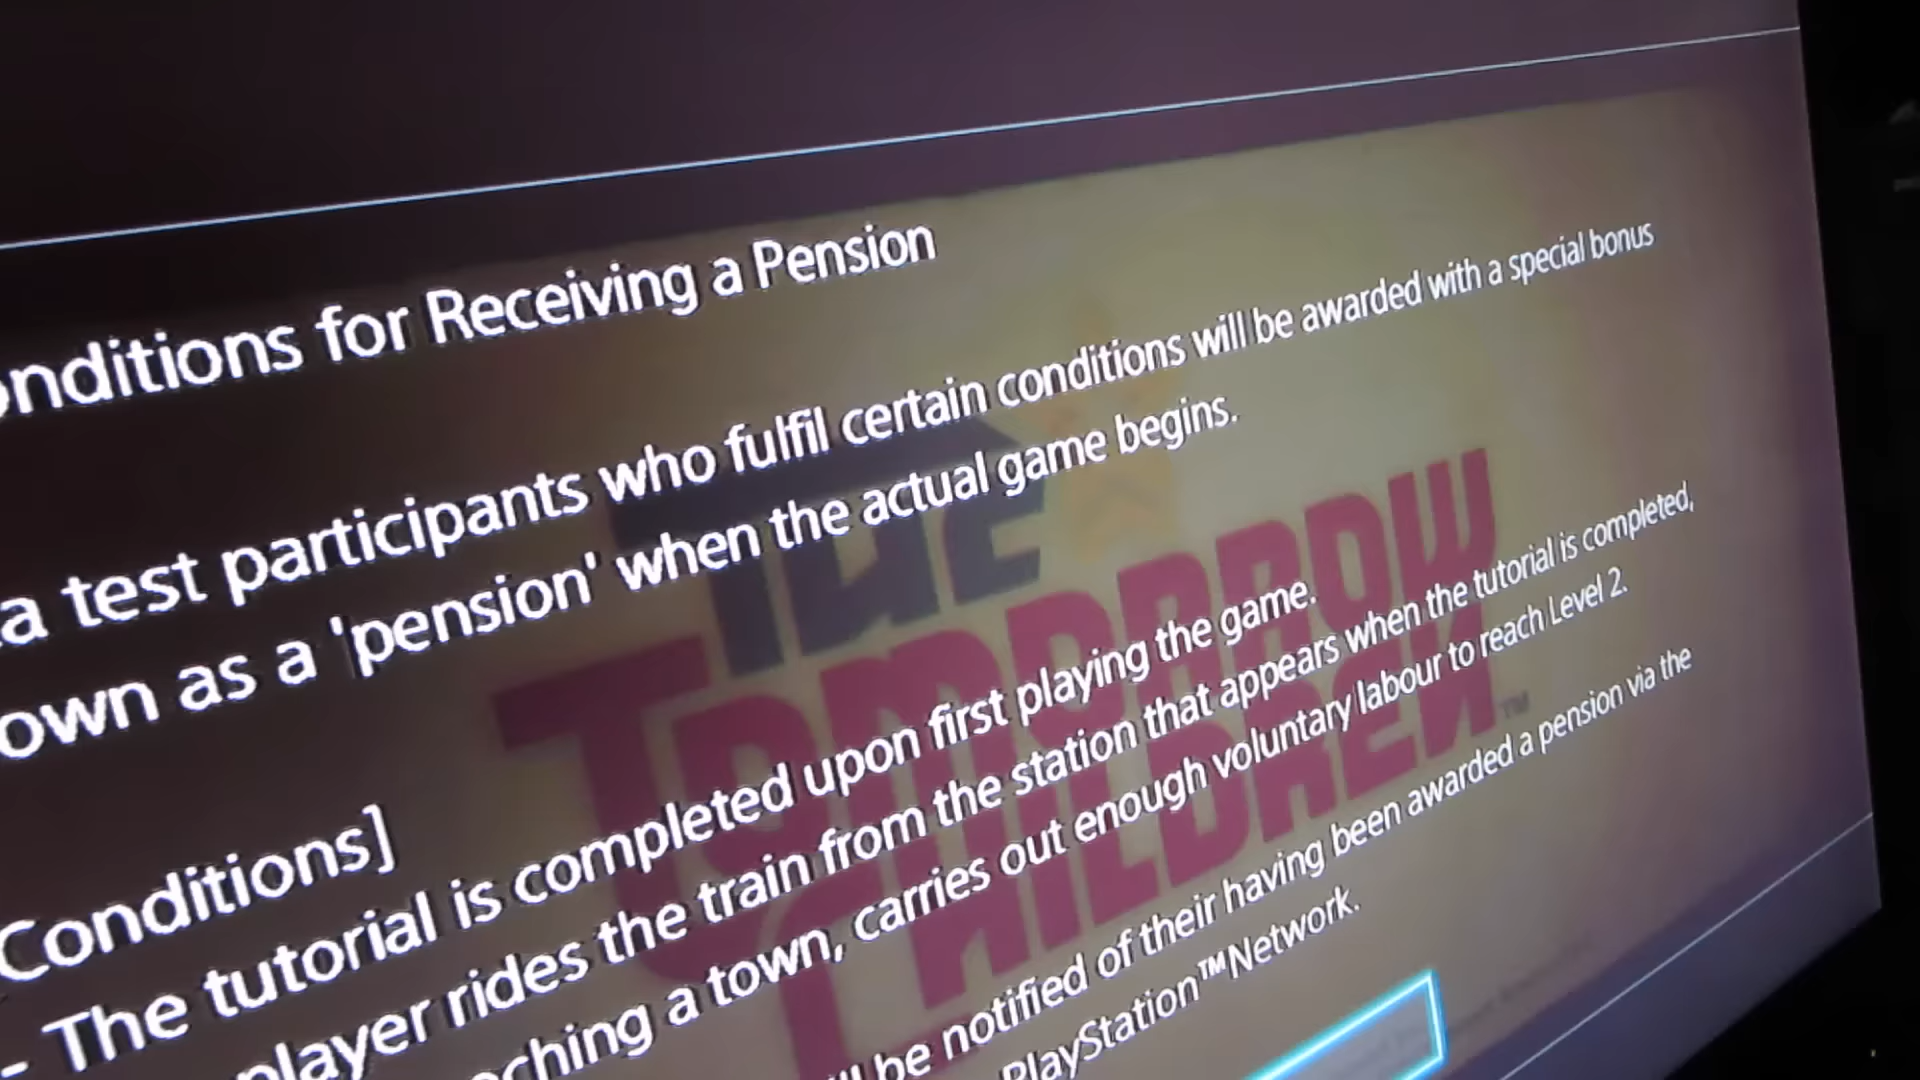 onditions for Receiving a Pension
a test participants who fulfil certain conditions will be awarded with a special bonus
own as a 'pension' when the actual game begins.
Conditions]
- The tutorial is completed upon first playing the game.
player rides the train from the station that appears when the tutorial is completed,
ching a town, carries out enough voluntary labour to reach Level 2.
ll be notified of their having been awarded a pension via the
PlayStation™Network.
THE
TOMORROW
CHILDREN™